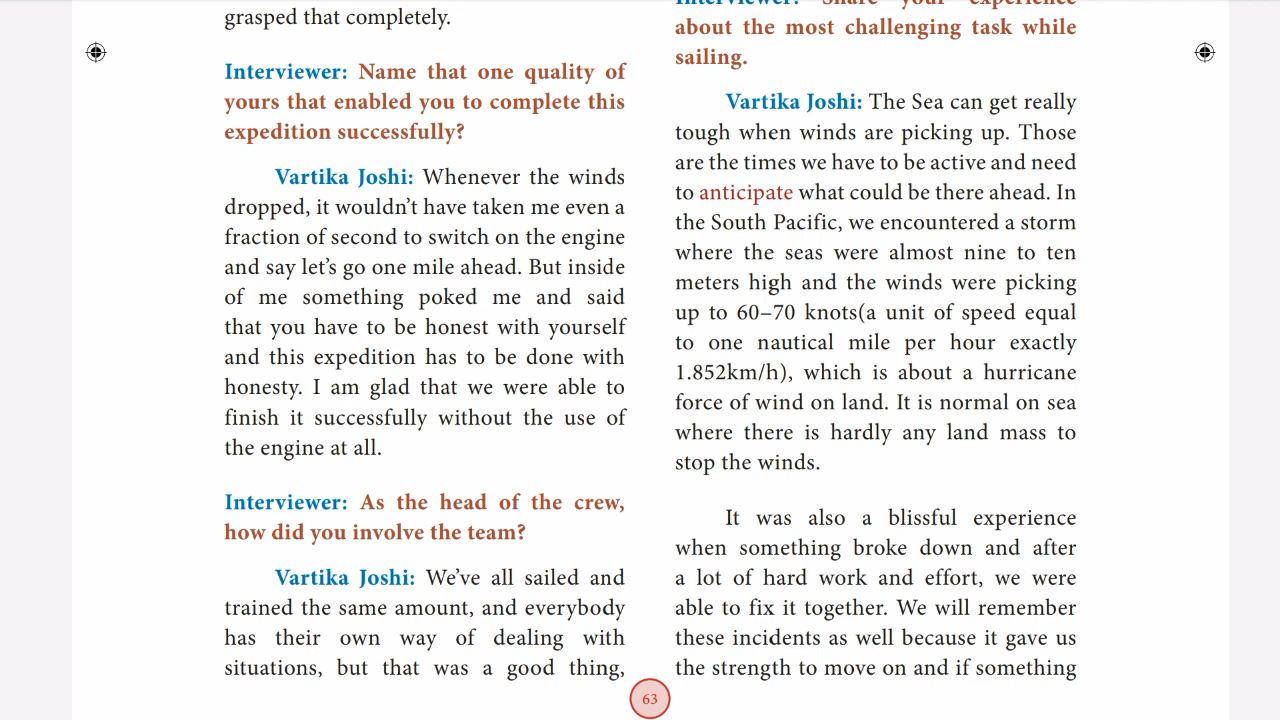 grasped that completely.
Interviewer: Name that one quality of
yours that enabled you to complete this
expedition successfully?
Vartika Joshi: Whenever the winds
dropped, it wouldn’t have taken me even a
fraction of second to switch on the engine
and say let’s go one mile ahead. But inside
of me something poked me and said
that you have to be honest with yourself
and this expedition has to be done with
honesty. I am glad that we were able to
finish it successfully without the use of
the engine at all.
Interviewer: As the head of the crew,
how did you involve the team?
Vartika Joshi: We’ve all sailed and
trained the same amount, and everybody
has their own way of dealing with
situations, but that was a good thing,
Interviewer: Share your experience
about the most challenging task while
sailing.
Vartika Joshi: The Sea can get really
tough when winds are picking up. Those
are the times we have to be active and need
to anticipate what could be there ahead. In
the South Pacific, we encountered a storm
where the seas were almost nine to ten
meters high and the winds were picking
up to 60–70 knots(a unit of speed equal
to one nautical mile per hour exactly
1.852km/h), which is about a hurricane
force of wind on land. It is normal on sea
where there is hardly any land mass to
stop the winds.
It was also a blissful experience
when something broke down and after
a lot of hard work and effort, we were
able to fix it together. We will remember
these incidents as well because it gave us
the strength to move on and if something
63